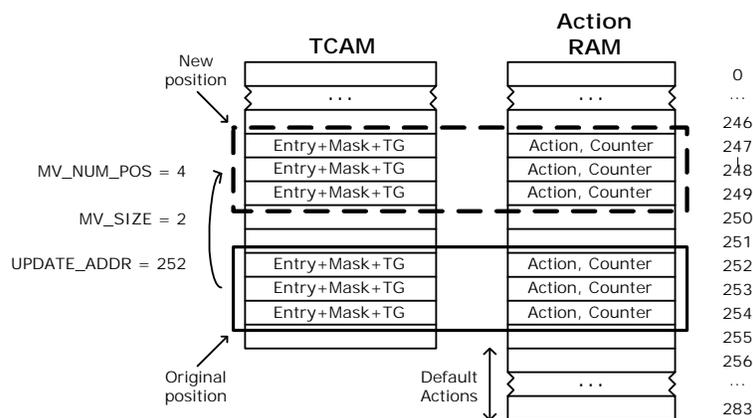 TCAM
Action
RAM
New
position
0
... ... ...
246
Entry+Mask+TG Action, Counter 247
MV_NUM_POS = 4 Entry+Mask+TG Action, Counter 248
Entry+Mask+TG Action, Counter 249
MV_SIZE = 2 250
251
UPDATE_ADDR = 252 Entry+Mask+TG Action, Counter 252
Entry+Mask+TG Action, Counter 253
Entry+Mask+TG Action, Counter 254
255
256
Original
position
Default
Actions
... ...
283